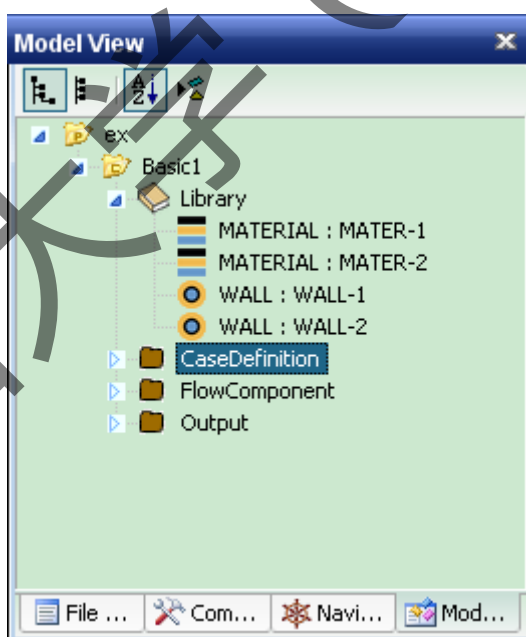 Model View
ex
Basic1
Library
MATERIAL : MATER-1
MATERIAL : MATER-2
WALL : WALL-1
WALL : WALL-2
CaseDefinition
FlowComponent
Output
File ... Com... Navi... Mod...